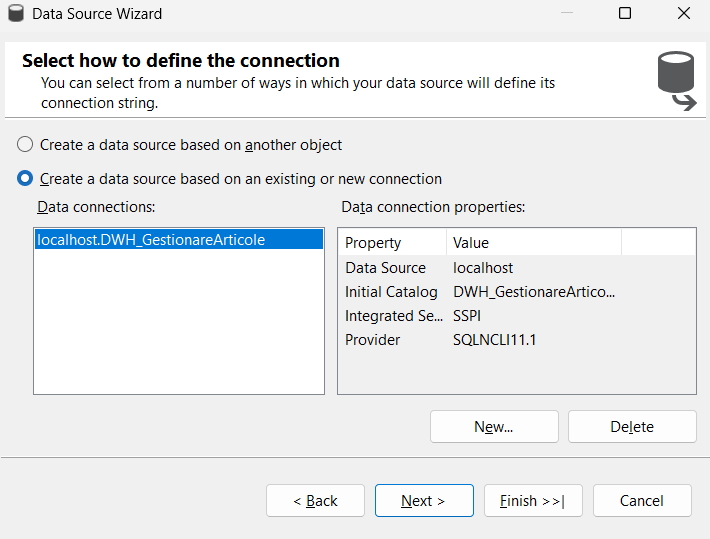 Data Source Wizard
Select how to define the connection
You can select from a number of ways in which your data source will define its
connection string.
Create a data source based on another object
Create a data source based on an existing or new connection
Data connections:
Data connection properties:
localhost.DWH_GestionareArticole
Property Value
Data Source localhost
Initial Catalog DWH_GestionareArtico...
Integrated Se... SSPI
Provider SQLNCLI11.1
New... Delete
< Back Next > Finish >>| Cancel